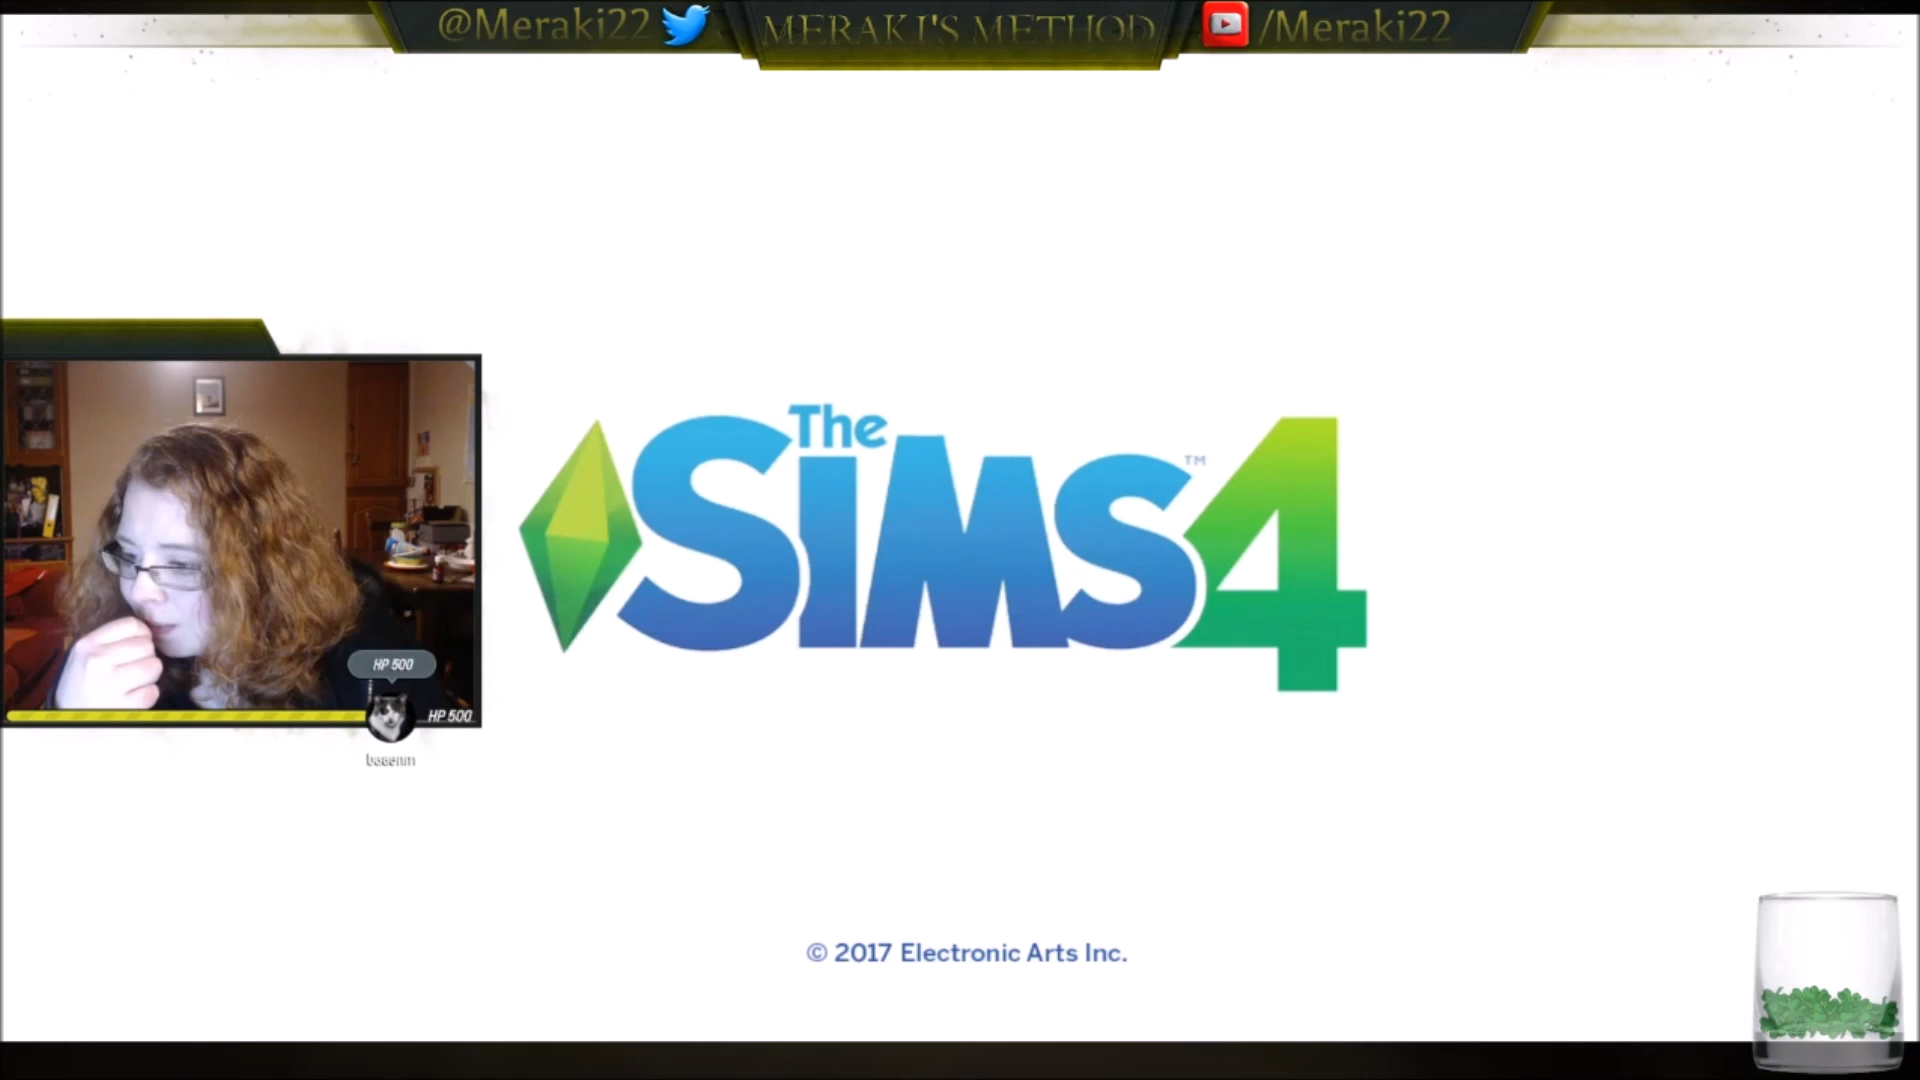 @Meraki22
MERAKI'S METHOD
/Meraki22
The
SiMS 4
TM
HP 500
HP 500
© 2017 Electronic Arts Inc.